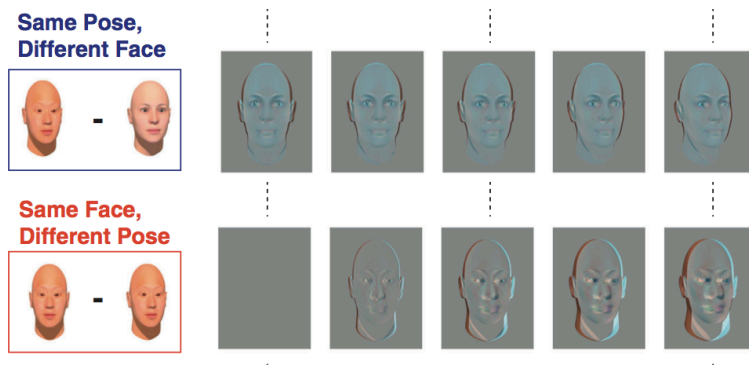 Same Pose,
Different Face
-
Same Face,
Different Pose
-